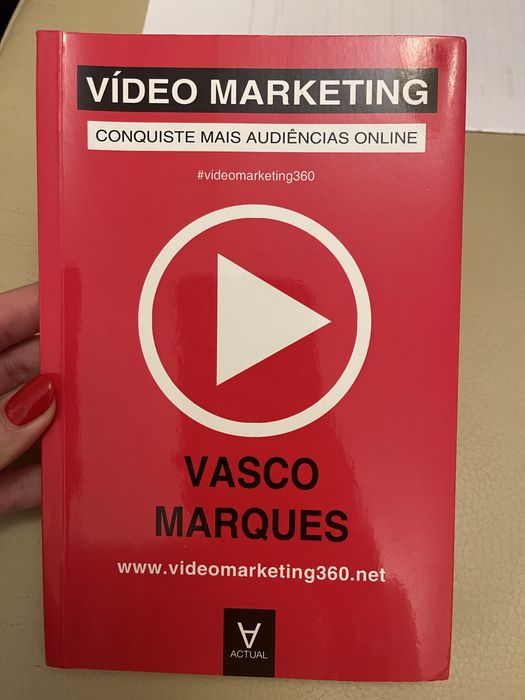 VÍDEO MARKETING
CONQUISTE MAIS AUDIÊNCIAS ONLINE
#videomarketing360
VASCO
MARQUES
www.videomarketing360.net
ACTUAL